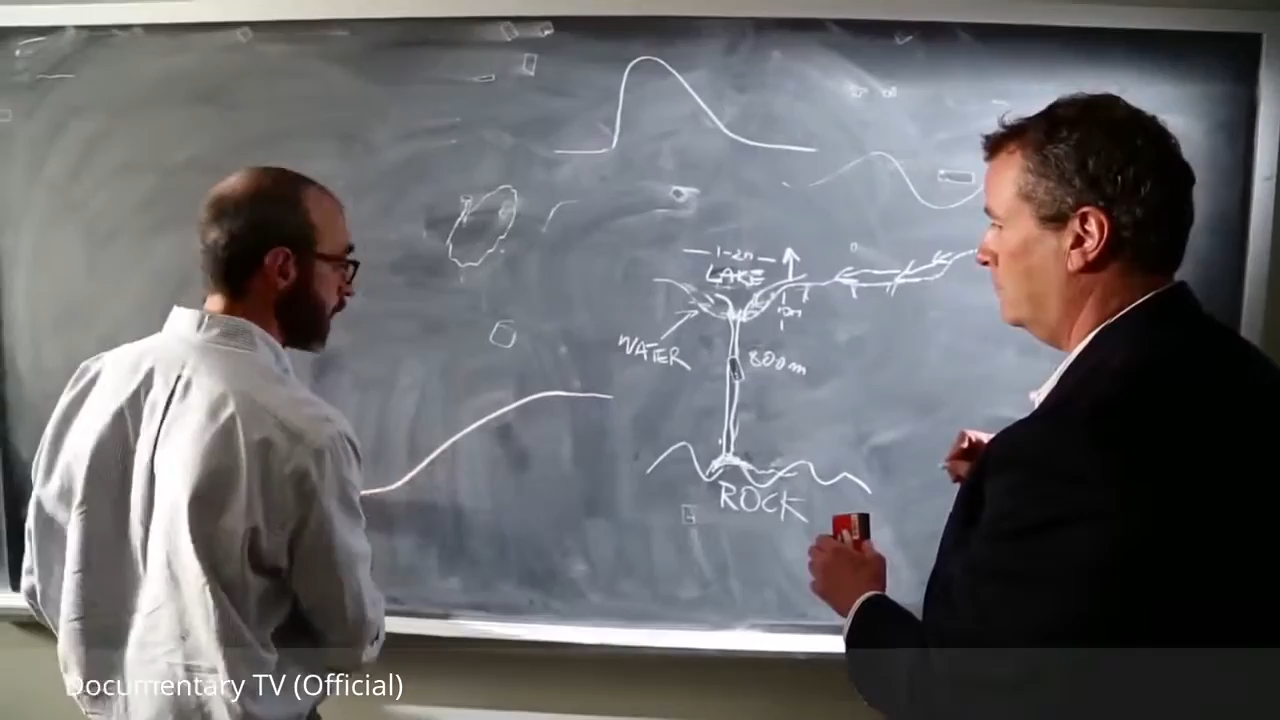 1-2m
LAKE
WATER
800m
ROCK
Documentary TV (Official)